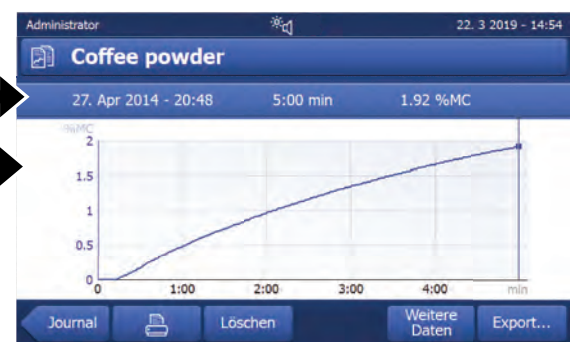 Administrator 22. 3 2019 - 14:54
Coffee powder
27. Apr 2014 - 20:48 5:00 min 1.92 %MC
%MC
2
1.5
1
0.5
0
0 1:00 2:00 3:00 4:00 min
Journal Löschen Weitere Daten Export...